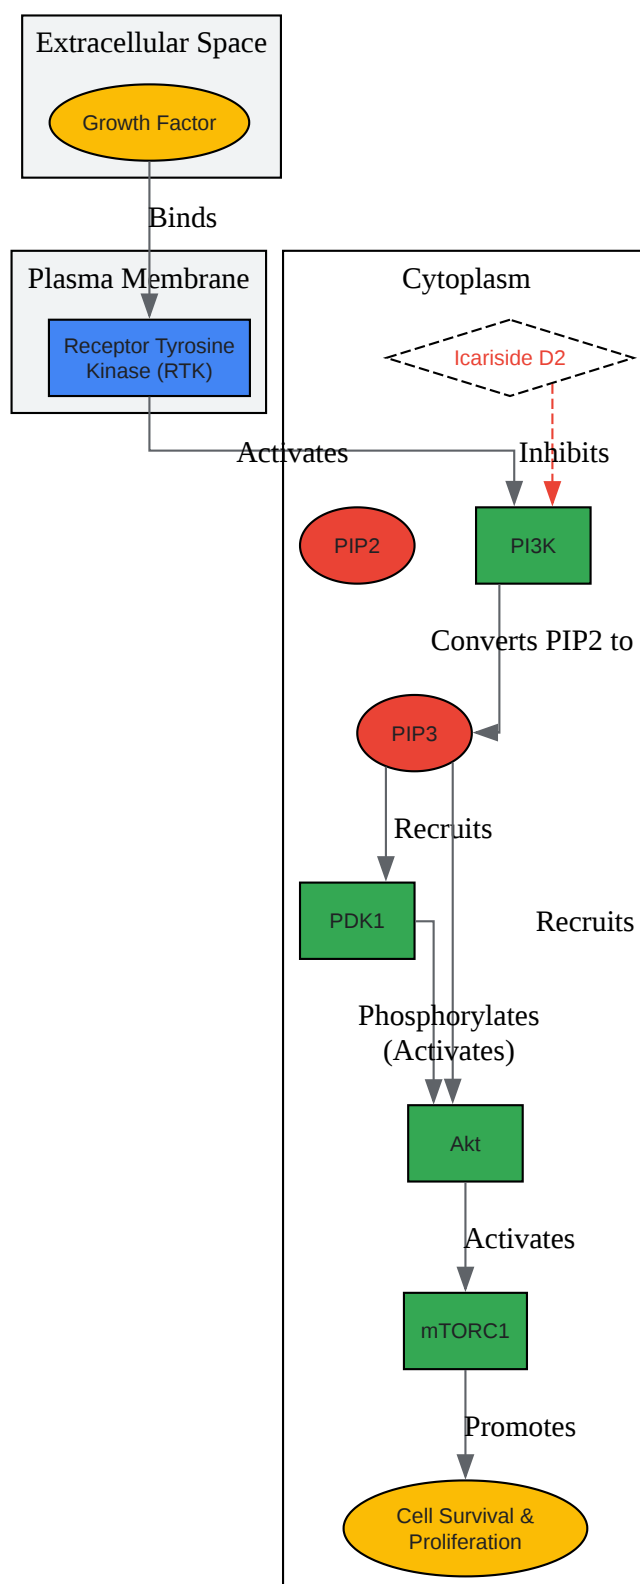 Extracellular Space
Growth Factor
Binds
Plasma Membrane
Receptor Tyrosine
Kinase (RTK)
Cytoplasm
Icariside D2
Activates
Inhibits
PIP2
PI3K
Converts PIP2 to
PIP3
Recruits
PDK1
Recruits
Phosphorylates
(Activates)
Akt
Activates
mTORC1
Promotes
Cell Survival &
Proliferation